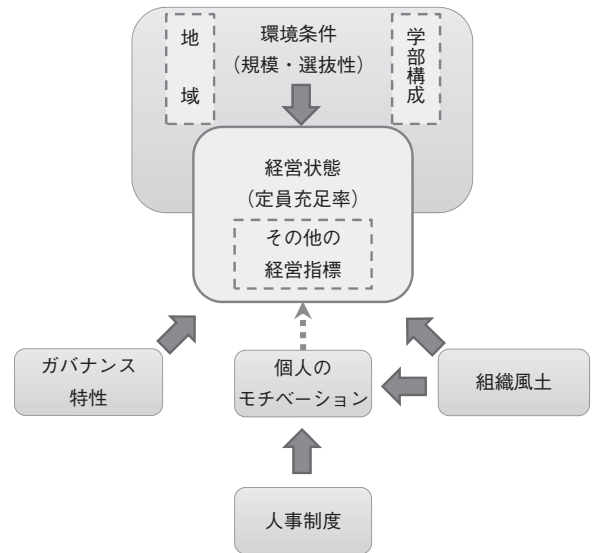 地域
環境条件
（規模・選抜性）
学部構成
経営状態
（定員充足率）
その他の
経営指標
ガバナンス
特性
個人の
モチベーション
組織風土
人事制度